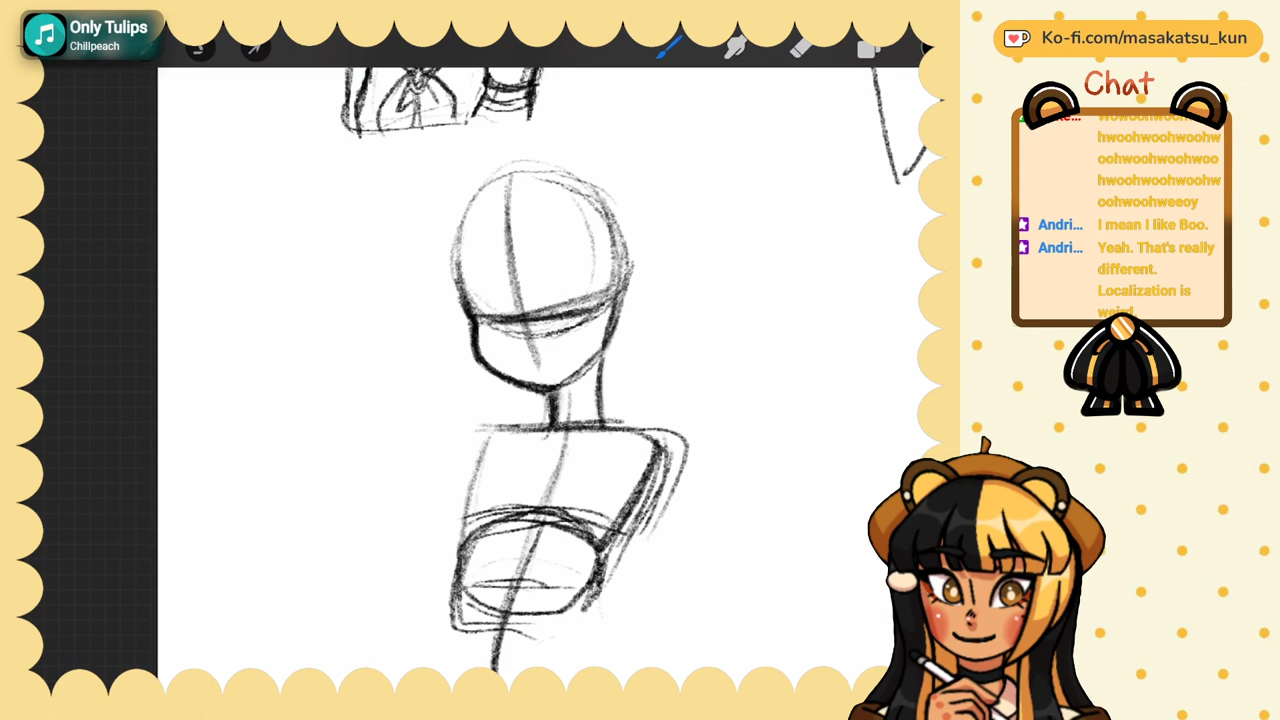 Only Tulips
Chillpeach
Ko-fi.com/masakatsu_kun
Chat
hwoohwoohwoohw
oohwoohwoohwoo
hwoohwoohwoohw
oohwoohweeoy
Andri... I mean I like Boo.
Andri... Yeah. That's really
different.
Localization is
weird.